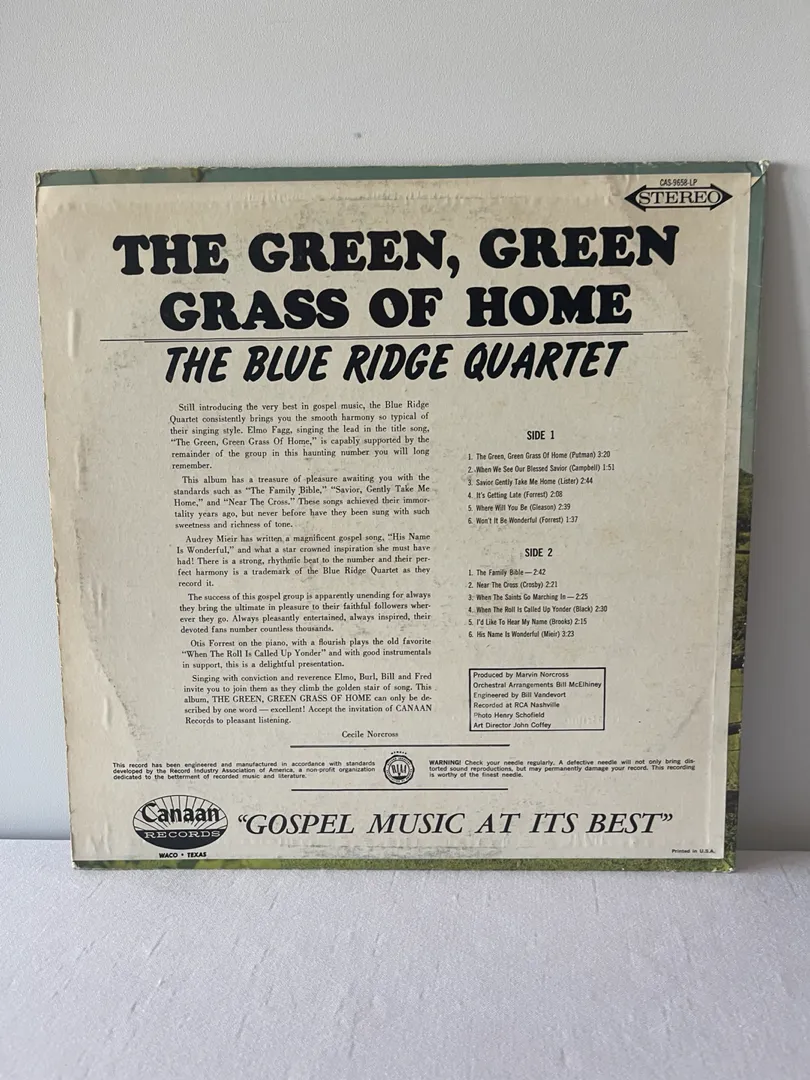 CAS-9658-LP
STEREO
THE GREEN, GREEN
GRASS OF HOME
THE BLUE RIDGE QUARTET
Still introducing the very best in gospel music, the Blue Ridge
Quartet consistently brings you the smooth harmony so typical of
their singing style. Elmo Fagg, singing the lead in the title song,
“The Green, Green Grass Of Home,” is capably supported by the
remainder of the group in this haunting number you will long
remember.
This album has a treasure of pleasure awaiting you with the
standards such as “The Family Bible,” “Savior, Gently Take Me
Home,” and “Near The Cross.” These songs achieved their immor-
tality years ago, but never before have they been sung with such
sweetness and richness of tone.
Audrey Mieir has written a magnificent gospel song, “His Name
Is Wonderful,” and what a star crowned inspiration she must have
had! There is a strong, rhythmic beat to the number and their per-
fect harmony is a trademark of the Blue Ridge Quartet as they
record it.
The success of this gospel group is apparently unending for always
they bring the ultimate in pleasure to their faithful followers wher-
ever they go. Always pleasantly entertained, always inspired, their
devoted fans number countless thousands.
Otis Forrest on the piano, with a flourish plays the old favorite
“When The Roll Is Called Up Yonder” and with good instrumentals
in support, this is a delightful presentation.
Singing with conviction and reverence Elmo, Burl, Bill and Fred
invite you to join them as they climb the golden stair of song. This
album, THE GREEN, GREEN GRASS OF HOME can only be de-
scribed by one word — excellent! Accept the invitation of CANAAN
Records to pleasant listening.
Cecile Norcross
SIDE 1
1. The Green, Green Grass Of Home (Putman) 3:20
2. When We See Our Blessed Savior (Campbell) 1:51
3. Savior Gently Take Me Home (Lister) 2:44
4. It's Getting Late (Forrest) 2:08
5. Where Will You Be (Gleason) 2:39
6. Won't It Be Wonderful (Forrest) 1:37
SIDE 2
1. The Family Bible — 2:42
2. Near The Cross (Crosby) 2:21
3. When The Saints Go Marching In — 2:25
4. When The Roll Is Called Up Yonder (Black) 2:30
5. I'd Like To Hear My Name (Brooks) 2:15
6. His Name Is Wonderful (Mieir) 3:23
Produced by Marvin Norcross
Orchestral Arrangements Bill McElhiney
Engineered by Bill Vandevort
Recorded at RCA Nashville
Photo Henry Schofield
Art Director John Coffey
This record has been engineered and manufactured in accordance with standards
developed by the Record Industry Association of America, a non-profit organization
dedicated to the betterment of recorded music and literature.
RIAA
WARNING! Check your needle regularly. A defective needle will not only bring dis-
torted sound reproductions, but may permanently damage your record. This recording
is worthy of the finest needle.
Canaan
RECORDS
WACO • TEXAS
“GOSPEL MUSIC AT ITS BEST”
Printed in U.S.A.